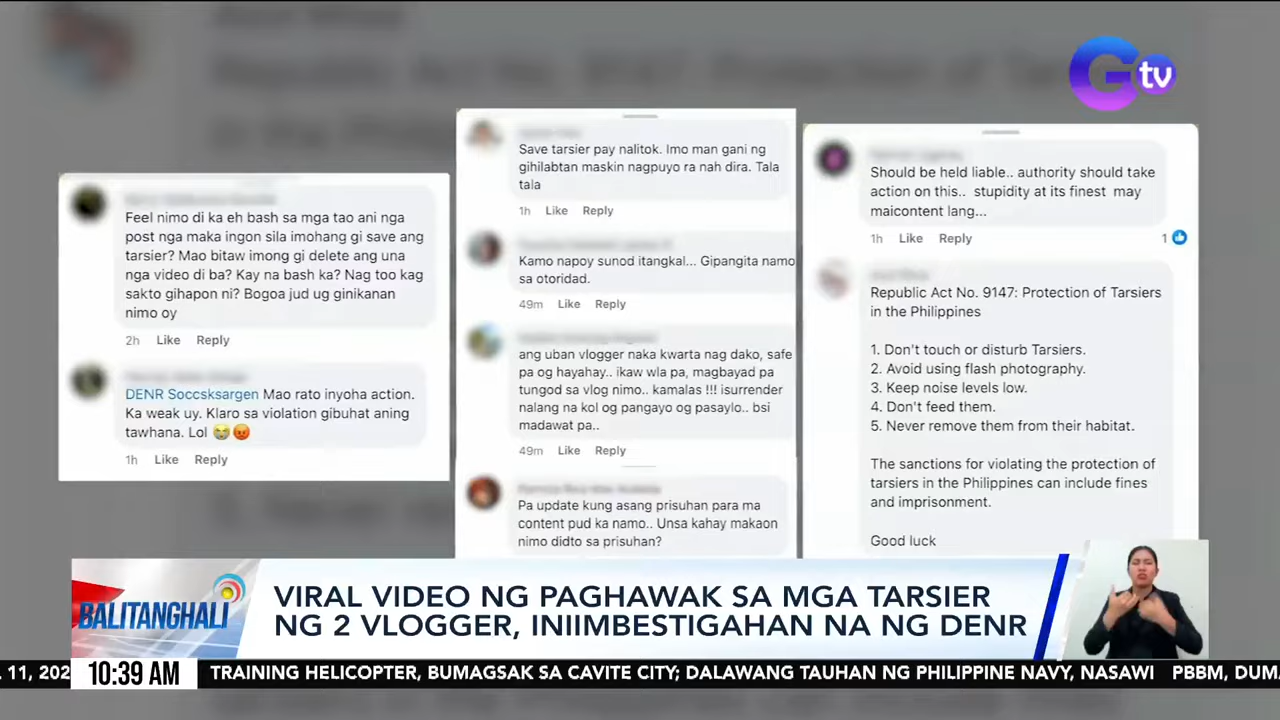 Gtv
Feel nimo di ka eh bash sa mga tao ani nga
post nga maka ingon sila imohang gi save ang
tarsier? Mao bitaw imong gi delete ang una
nga video di ba? Kay na bash ka? Nag too kag
sakto gihapon ni? Bogoa jud ug ginikanan
nimo oy
2h Like Reply
DENR Soccsksargen Mao rato inyoha action.
Ka weak uy. Klaro sa violation gibuhat aning
tawhana. Lol 😭😡
1h Like Reply
Save tarsier pay nalitok. Imo man gani ng
gihilabtan maskin nagpuyo ra nah dira. Tala
tala
1h Like Reply
Kamo napoy sunod itangkal... Gipangita namo
sa otoridad.
49m Like Reply
ang uban vlogger naka kwarta nag dako, safe
pa og hayahay.. ikaw wla pa, magbayad pa
tungod sa vlog nimo.. kamalas !!! isurrender
nalang na kol og pangayo og pasaylo.. bsi
madawat pa..
49m Like Reply
Pa update kung asang prisuhan para ma
content pud ka namo.. Unsa kahay makaon
nimo didto sa prisuhan?
Should be held liable.. authority should take
action on this.. stupidity at its finest may
maicontent lang...
1h Like Reply 1
Republic Act No. 9147: Protection of Tarsiers
in the Philippines
1. Don't touch or disturb Tarsiers.
2. Avoid using flash photography.
3. Keep noise levels low.
4. Don't feed them.
5. Never remove them from their habitat.
The sanctions for violating the protection of
tarsiers in the Philippines can include fines
and imprisonment.
Good luck
BALITANGHALI
VIRAL VIDEO NG PAGHAWAK SA MGA TARSIER
NG 2 VLOGGER, INIIMBESTIGAHAN NA NG DENR
. 11, 202 10:39 AM TRAINING HELICOPTER, BUMAGSAK SA CAVITE CITY; DALAWANG TAUHAN NG PHILIPPINE NAVY, NASAWI PBBM, DUMA